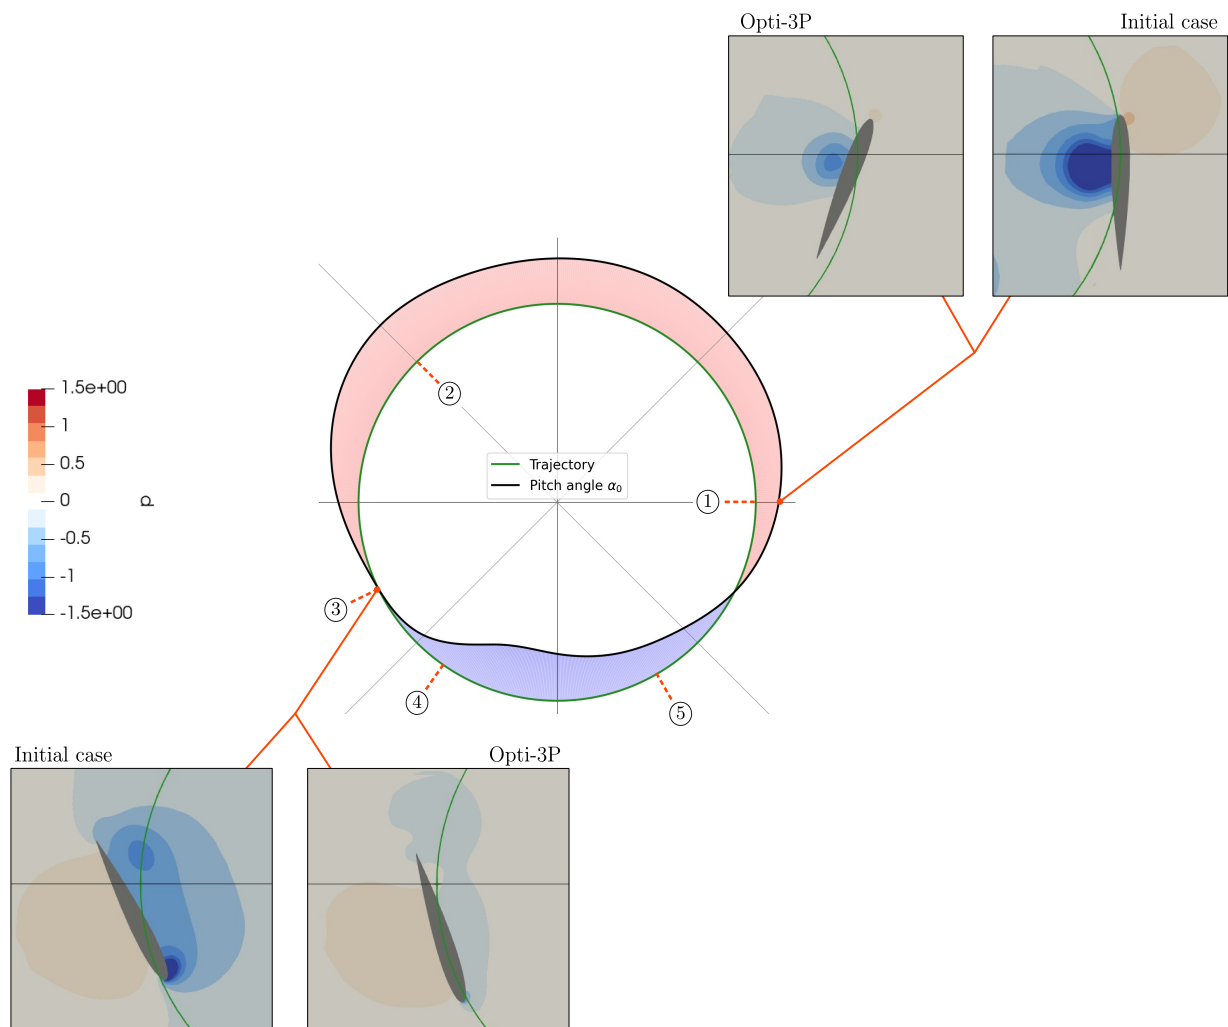 Opti-3P
Initial case
1.5e+00
1
0.5
0
-0.5
-1
-1.5e+00
p
2
Trajectory
Pitch angle α₀
1
3
4
5
Initial case
Opti-3P